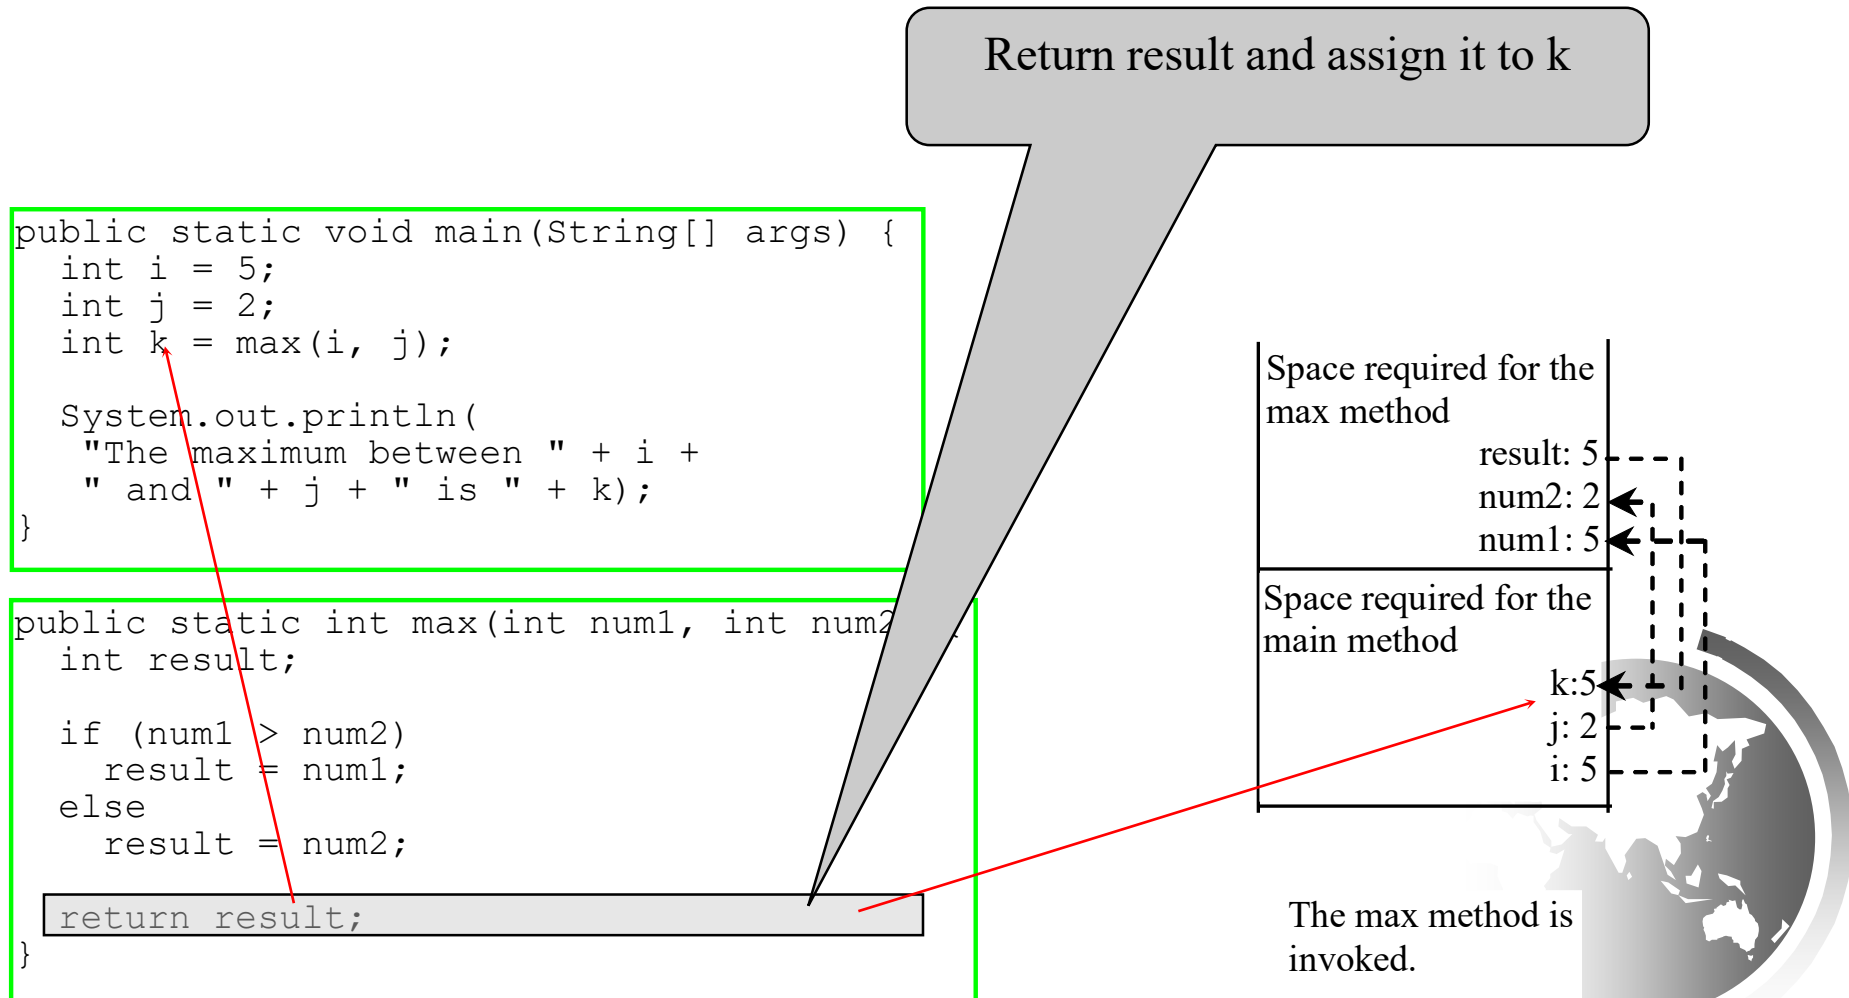 Return result and assign it to k
public static void main(String[] args) {
  int i = 5;
  int j = 2;
  int k = max(i, j);
  System.out.println(
   "The maximum between " + i +
   " and " + j + " is " + k);
}
public static int max(int num1, int num2 {
  int result;
  if (num1 > num2)
    result = num1;
  else
    result = num2;
  return result;
}
Space required for the
max method
result: 5
num2: 2
num1: 5
Space required for the
main method
k:5
j: 2
i: 5
The max method is
invoked.